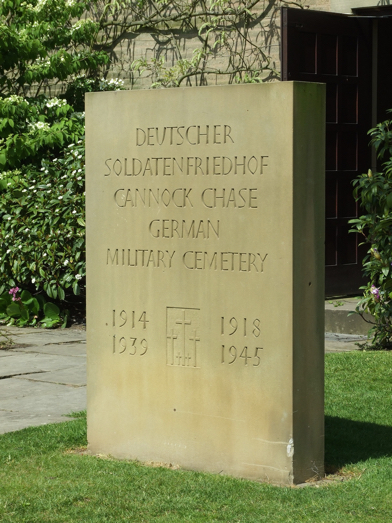 DEUTSCHER
SOLDATENFRIEDHOF
CANNOCK CHASE
GERMAN
MILITARY CEMETERY
1914 1918
1939 1945